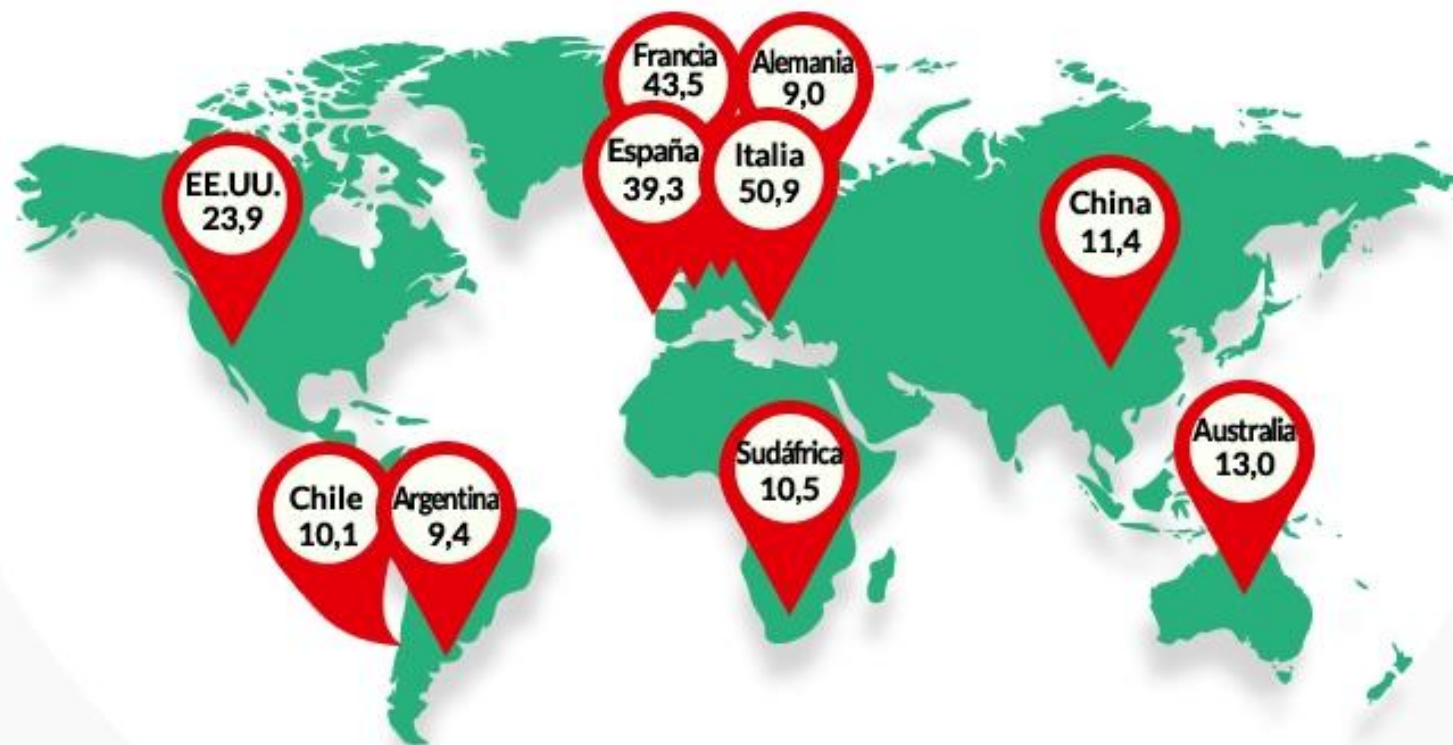 Francia
43,5
Alemania
9,0
España
39,3
Italia
50,9
EE.UU.
23,9
China
11,4
Australia
13,0
Sudáfrica
10,5
Chile
10,1
Argentina
9,4